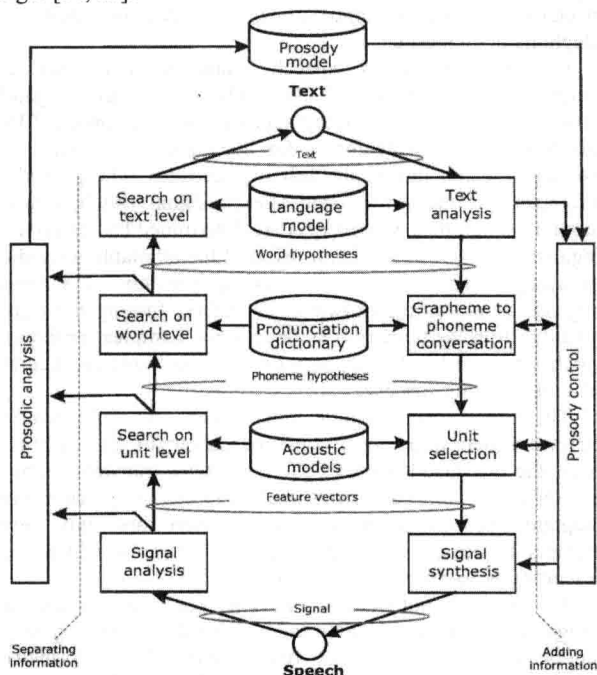 Prosody
model
Text
Text
Search on
text level
Language
model
Text
analysis
Word hypotheses
Search on
word level
Pronunciation
dictionary
Grapheme to
phoneme
conversation
Phoneme hypotheses
Prosodic analysis
Prosody control
Search on
unit level
Acoustic
models
Unit
selection
Feature vectors
Signal
analysis
Signal
synthesis
Signal
Separating
information
Adding
information
Speech